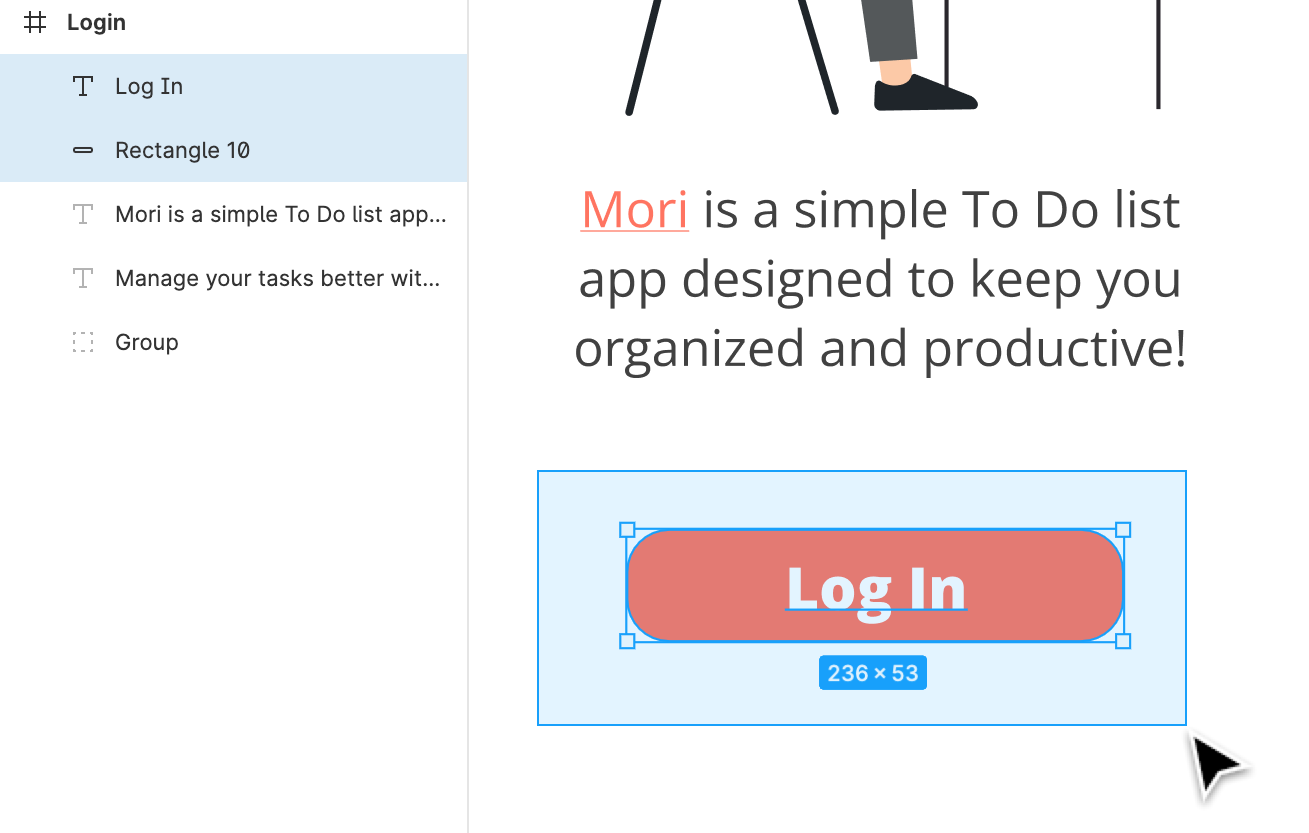 Login
Log In
Rectangle 10
Mori is a simple To Do list app...
Manage your tasks better wit...
Group
Mori is a simple To Do list
app designed to keep you
organized and productive!
Log In
236 × 53